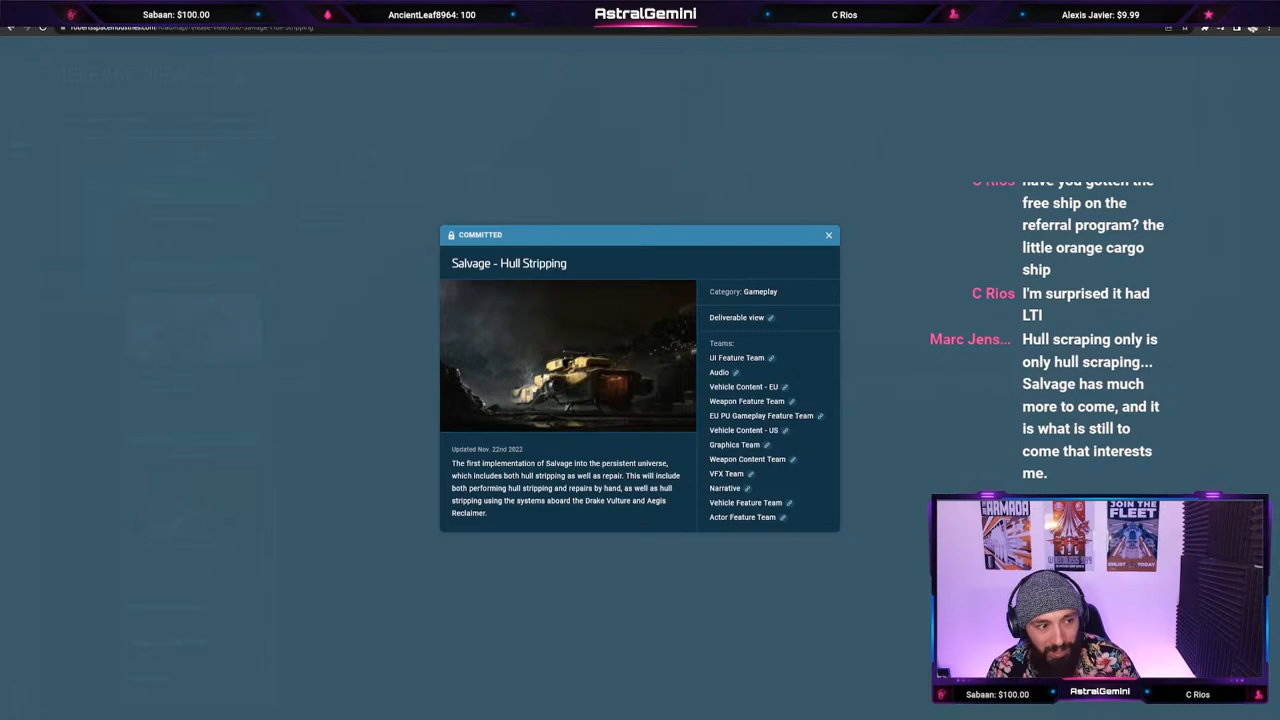 Sabaan: $100.00
AncientLeaf8964: 100
AstralGemini
C Rios
Alexis Javier: $9.99
COMMITTED
Salvage - Hull Stripping
Category: Gameplay
Deliverable view
Teams:
UI Feature Team
Audio
Vehicle Content - EU
Weapon Feature Team
EU PU Gameplay Feature Team
Vehicle Content - US
Graphics Team
Weapon Content Team
VFX Team
Narrative
Vehicle Feature Team
Actor Feature Team
Updated Nov. 22nd 2022
The first implementation of Salvage into the persistent universe,
which includes both hull stripping as well as repair. This will include
both performing hull stripping and repairs by hand, as well as hull
stripping using the systems aboard the Drake Vulture and Aegis
Reclaimer.
C Rios have you gotten the
free ship on the
referral program? the
little orange cargo
ship
C Rios I'm surprised it had
LTI
Marc Jens... Hull scraping only is
only hull scraping...
Salvage has much
more to come, and it
is what is still to
come that interests
me.
ARMADA
JOIN THE
FLEET
ENLIST TODAY
Sabaan: $100.00
AstralGemini
C Rios